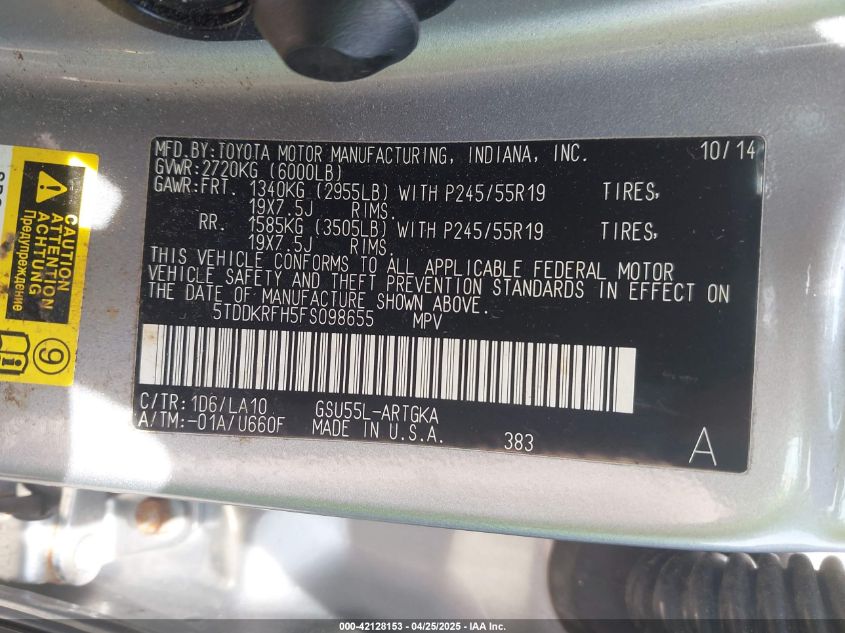 MFD.BY:TOYOTA MOTOR MANUFACTURING, INDIANA, INC. 10/14
GVWR:2720KG (6000LB)
GAWR:FRT. 1340KG (2955LB) WITH P245/55R19 TIRES,
19X7.5J RIMS.
RR. 1585KG (3505LB) WITH P245/55R19 TIRES,
19X7.5J RIMS.
THIS VEHICLE CONFORMS TO ALL APPLICABLE FEDERAL MOTOR
VEHICLE SAFETY AND THEFT PREVENTION STANDARDS IN EFFECT ON
THE DATE OF MANUFACTURE SHOWN ABOVE.
5TDDKRFH5FS098655 MPV
C/TR:1D6/LA10 GSU55L-ARTGKA
A/TM:-01A/U660F MADE IN U.S.A. 383
A
CAUTION
ATTENTION
ACHTUNG
Предупреждение
9
000-42128153 — 04/25/2025 — IAA Inc.